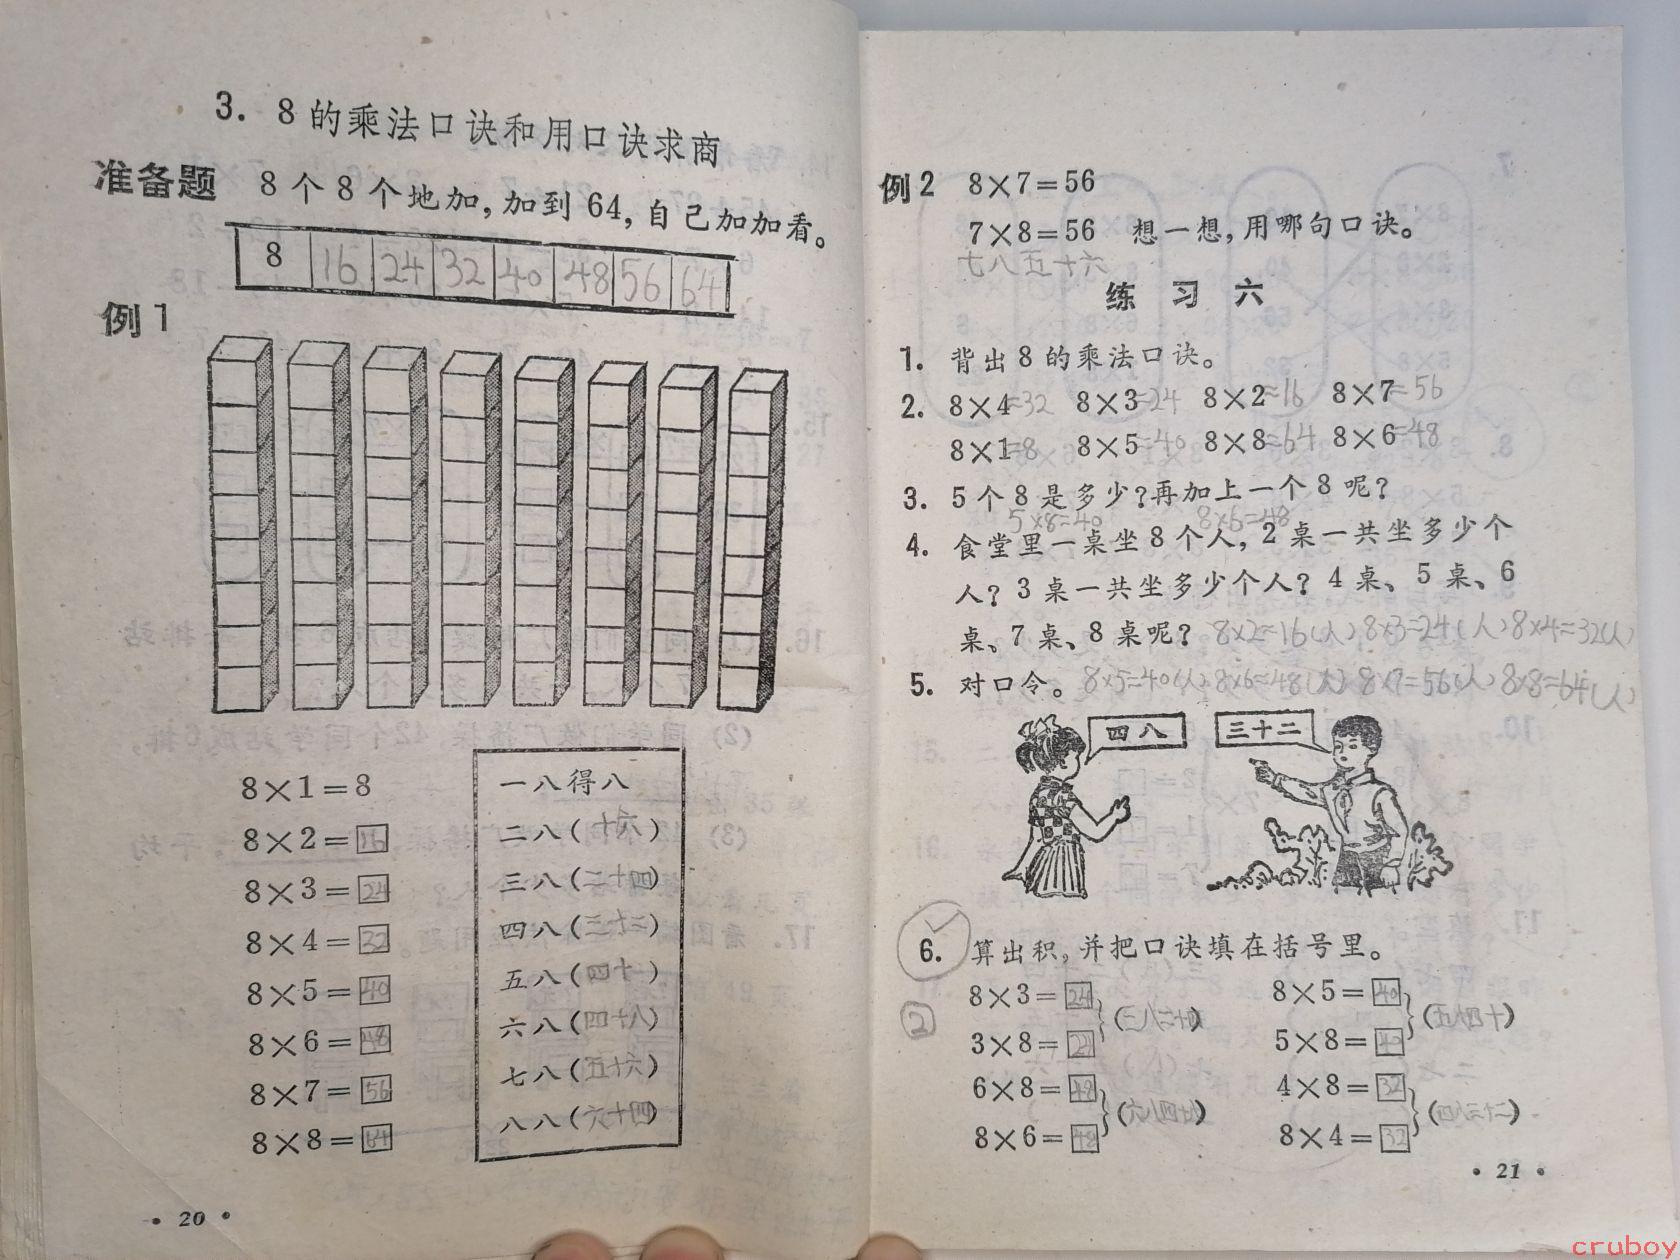 3. 8的乘法口诀和用口诀求商
准备题 8个8个地加，加到64，自己加加看。
8 16 24 32 40 48 56 64
例1
8×1=8
8×2=16
8×3=24
8×4=32
8×5=40
8×6=48
8×7=56
8×8=64
一八得八
二八(十六)
三八(二十四)
四八(三十二)
五八(四十)
六八(四十八)
七八(五十六)
八八(六十四)
·20·
例2 8×7=56
7×8=56 想一想，用哪句口诀。
七八五十六
练习六
1. 背出8的乘法口诀。
2. 8×4=32 8×3=24 8×2=16 8×7=56
8×1=8 8×5=40 8×8=64 8×6=48
3. 5个8是多少？再加上一个8呢？
5×8=40 8×6=48
4. 食堂里一桌坐8个人，2桌一共坐多少个
人？3桌一共坐多少个人？4桌、5桌、6
桌、7桌、8桌呢？ 8×2=16(人) 8×3=24(人) 8×4=32(人)
8×5=40(人) 8×6=48(人) 8×7=56(人) 8×8=64(人)
5. 对口令。
四八 三十二
6. 算出积，并把口诀填在括号里。
②
8×3=24 8×5=40
(三八二十四) (五八四十)
3×8=24 5×8=40
6×8=48 4×8=32
(六八四十八) (四八三十二)
8×6=48 8×4=32
·21·
cruboy